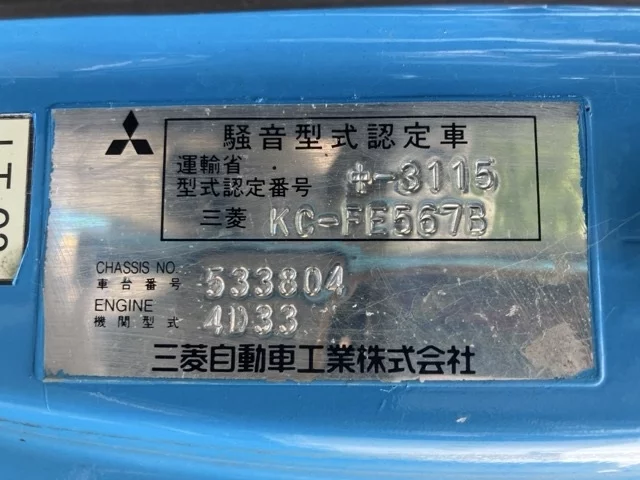 騒音型式認定車
運輸省
型式認定番号 +-3115
三菱 KC-FE567B
CHASSIS NO.
車台番号 533804
ENGINE
機関型式 4D33
三菱自動車工業株式会社